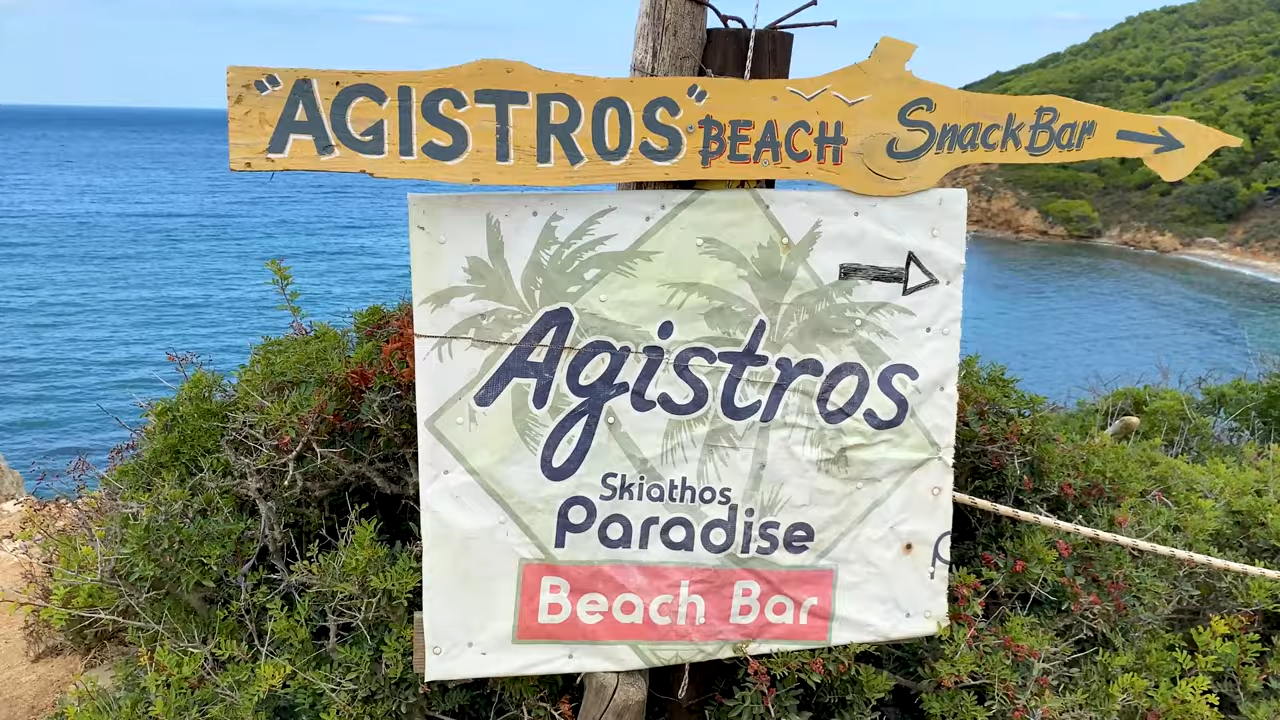 "AGISTROS" BEACH SnackBar
Agistros
Skiathos
Paradise
Beach Bar